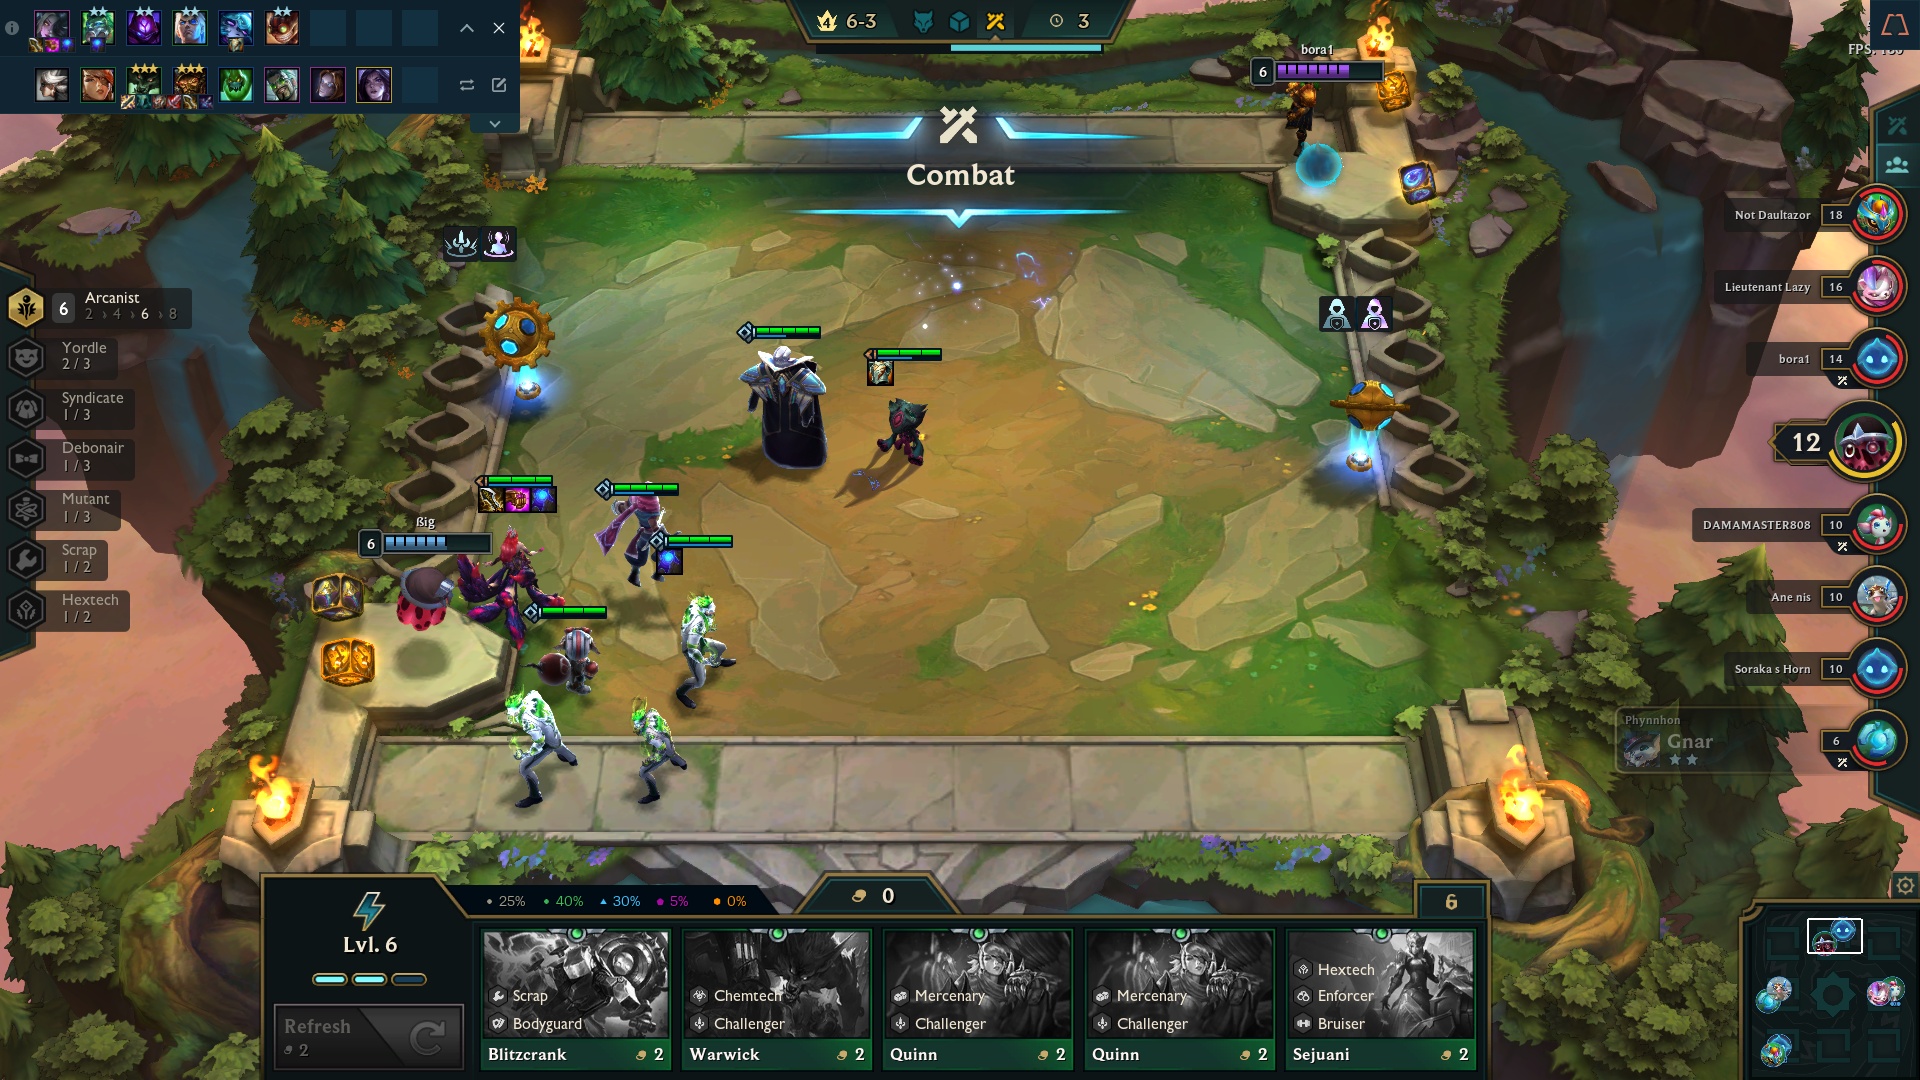 4 6-3 3
FPS:
bora1
6
Combat
Not Daultazor 18
Lieutenant Lazy 16
bora1 14
12
DAMAMASTER808 10
Ane nis 10
Soraka s Horn 10
6
Phynnhon
Gnar
6 Arcanist
2 › 4 › 6 › 8
Yordle
2 / 3
Syndicate
1 / 3
Debonair
1 / 3
Mutant
1 / 3
Scrap
1 / 2
Hextech
1 / 2
ßig
6
25% 40% 30% 5% 0%
0
6
Lvl. 6
Refresh
2
Scrap
Bodyguard
Blitzcrank 2
Chemtech
Challenger
Warwick 2
Mercenary
Challenger
Quinn 2
Mercenary
Challenger
Quinn 2
Hextech
Enforcer
Bruiser
Sejuani 2